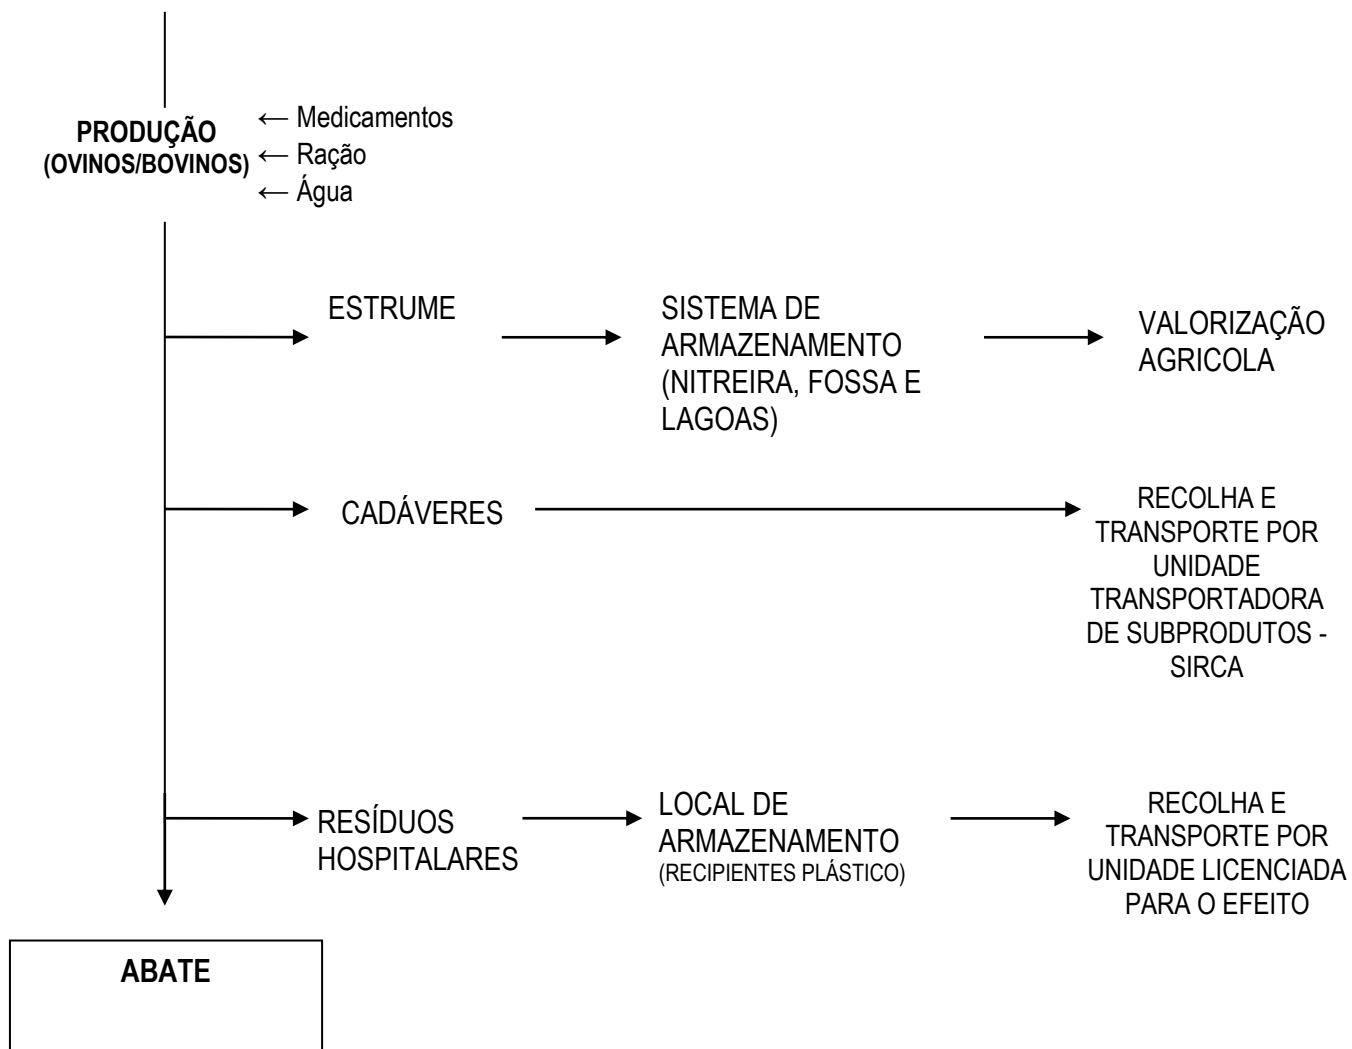 PRODUÇÃO
(OVINOS/BOVINOS)
← Medicamentos
← Ração
← Água
ESTRUME
SISTEMA DE
ARMAZENAMENTO
(NITREIRA, FOSSA E
LAGOAS)
VALORIZAÇÃO
AGRICOLA
CADÁVERES
RECOLHA E
TRANSPORTE POR
UNIDADE
TRANSPORTADORA
DE SUBPRODUTOS -
SIRCA
RESÍDUOS
HOSPITALARES
LOCAL DE
ARMAZENAMENTO
(RECIPIENTES PLÁSTICO)
RECOLHA E
TRANSPORTE POR
UNIDADE LICENCIADA
PARA O EFEITO
ABATE